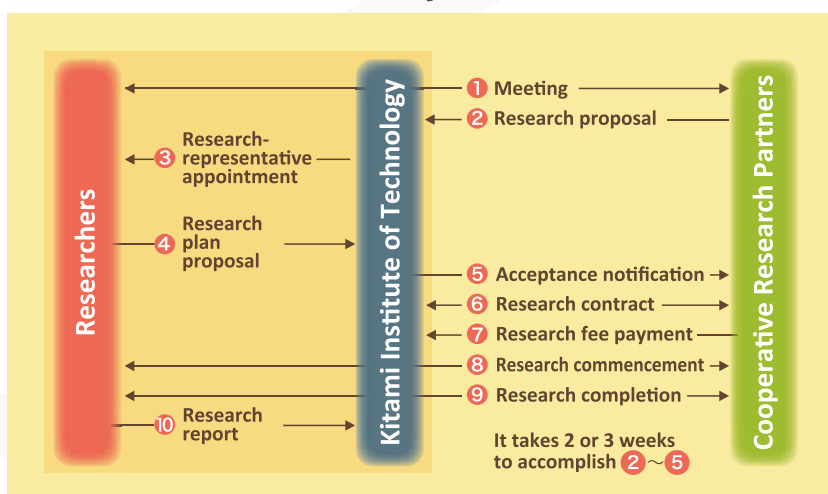 Researchers
Kitami Institute of Technology
Cooperative Research Partners
1 Meeting
2 Research proposal
3 Research-
representative
appointment
4 Research
plan
proposal
5 Acceptance notification
6 Research contract
7 Research fee payment
8 Research commencement
9 Research completion
10 Research
report
It takes 2 or 3 weeks
to accomplish 2～5